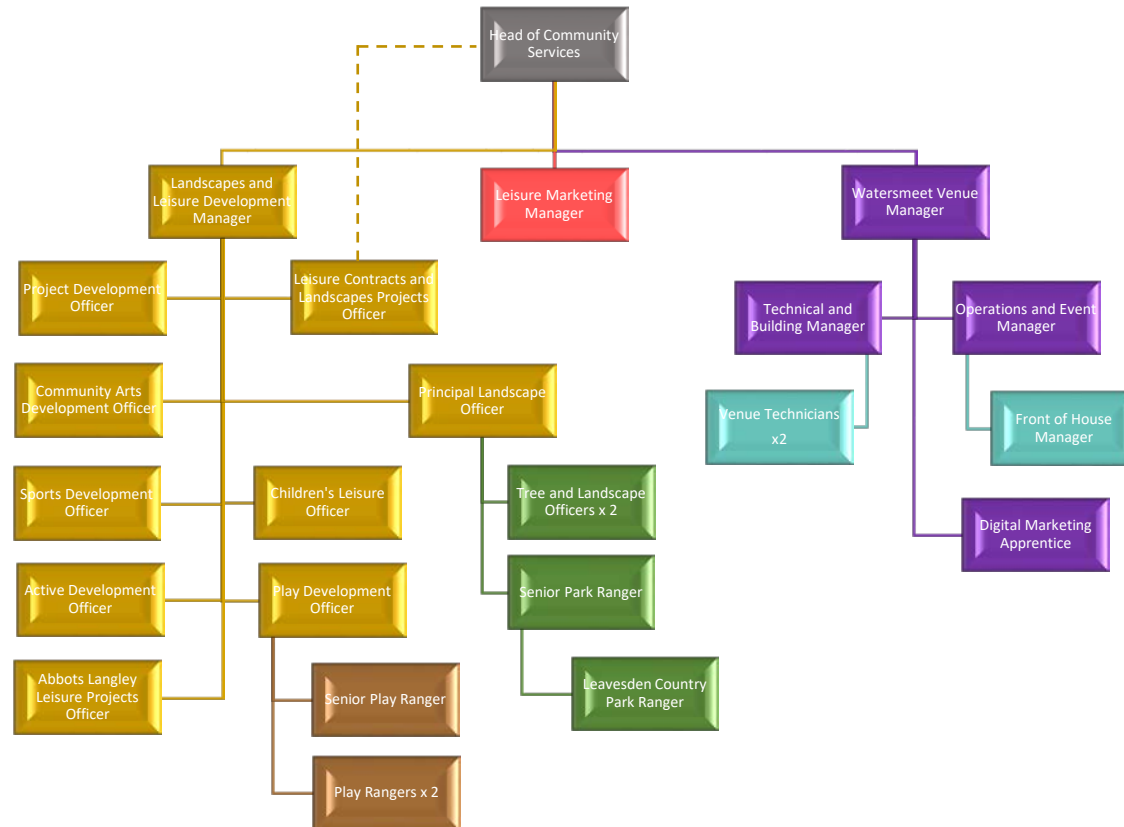 Head of Community
Services
Landscapes and
Leisure Development
Manager
Leisure Marketing
Manager
Watersmeet Venue
Manager
Project Development
Officer
Leisure Contracts and
Landscapes Projects
Officer
Technical and
Building Manager
Operations and Event
Manager
Community Arts
Development Officer
Principal Landscape
Officer
Venue Technicians
x2
Front of House
Manager
Sports Development
Officer
Children's Leisure
Officer
Tree and Landscape
Officers x 2
Digital Marketing
Apprentice
Active Development
Officer
Play Development
Officer
Senior Park Ranger
Abbots Langley
Leisure Projects
Officer
Senior Play Ranger
Leavesden Country
Park Ranger
Play Rangers x 2